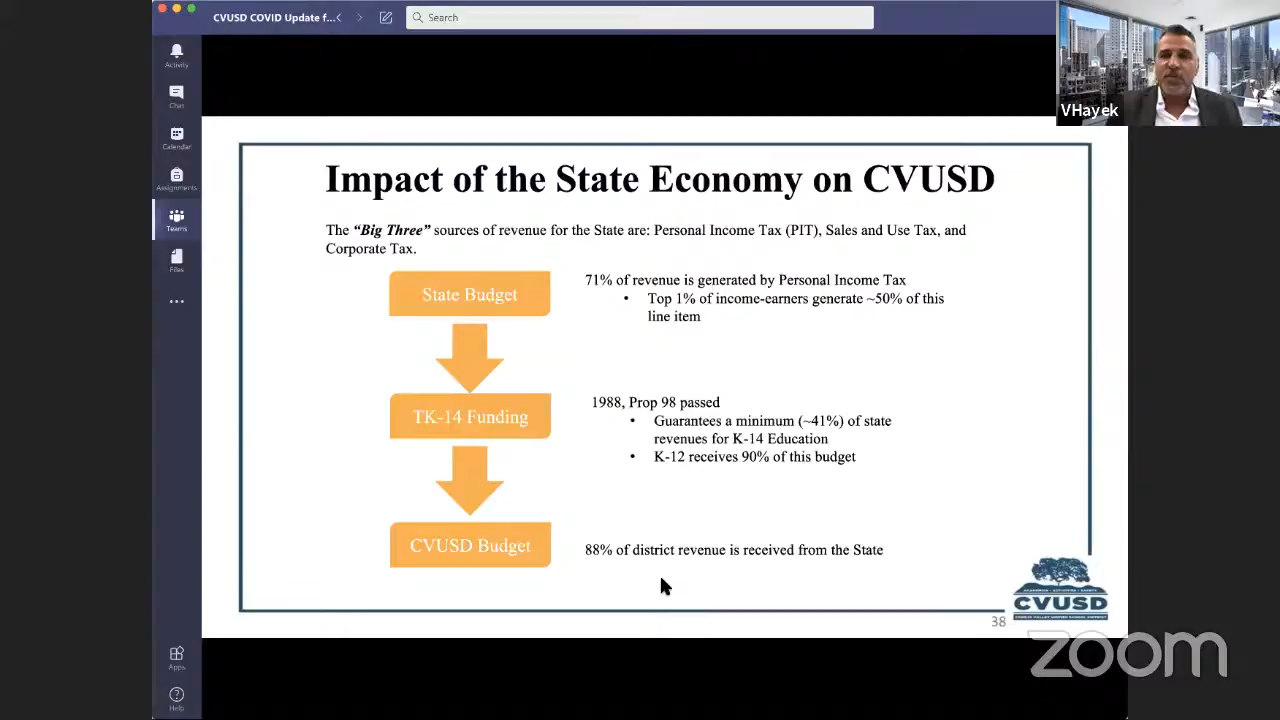 CVUSD COVID Update f...
Search
Activity
Chat
Calendar
Assignments
Teams
Files
Apps
Help
VHayek
Impact of the State Economy on CVUSD
The “Big Three” sources of revenue for the State are: Personal Income Tax (PIT), Sales and Use Tax, and
Corporate Tax.
State Budget
71% of revenue is generated by Personal Income Tax
• Top 1% of income-earners generate ~50% of this
line item
TK-14 Funding
1988, Prop 98 passed
• Guarantees a minimum (~41%) of state
revenues for K-14 Education
• K-12 receives 90% of this budget
CVUSD Budget
88% of district revenue is received from the State
CVUSD
38
zoom